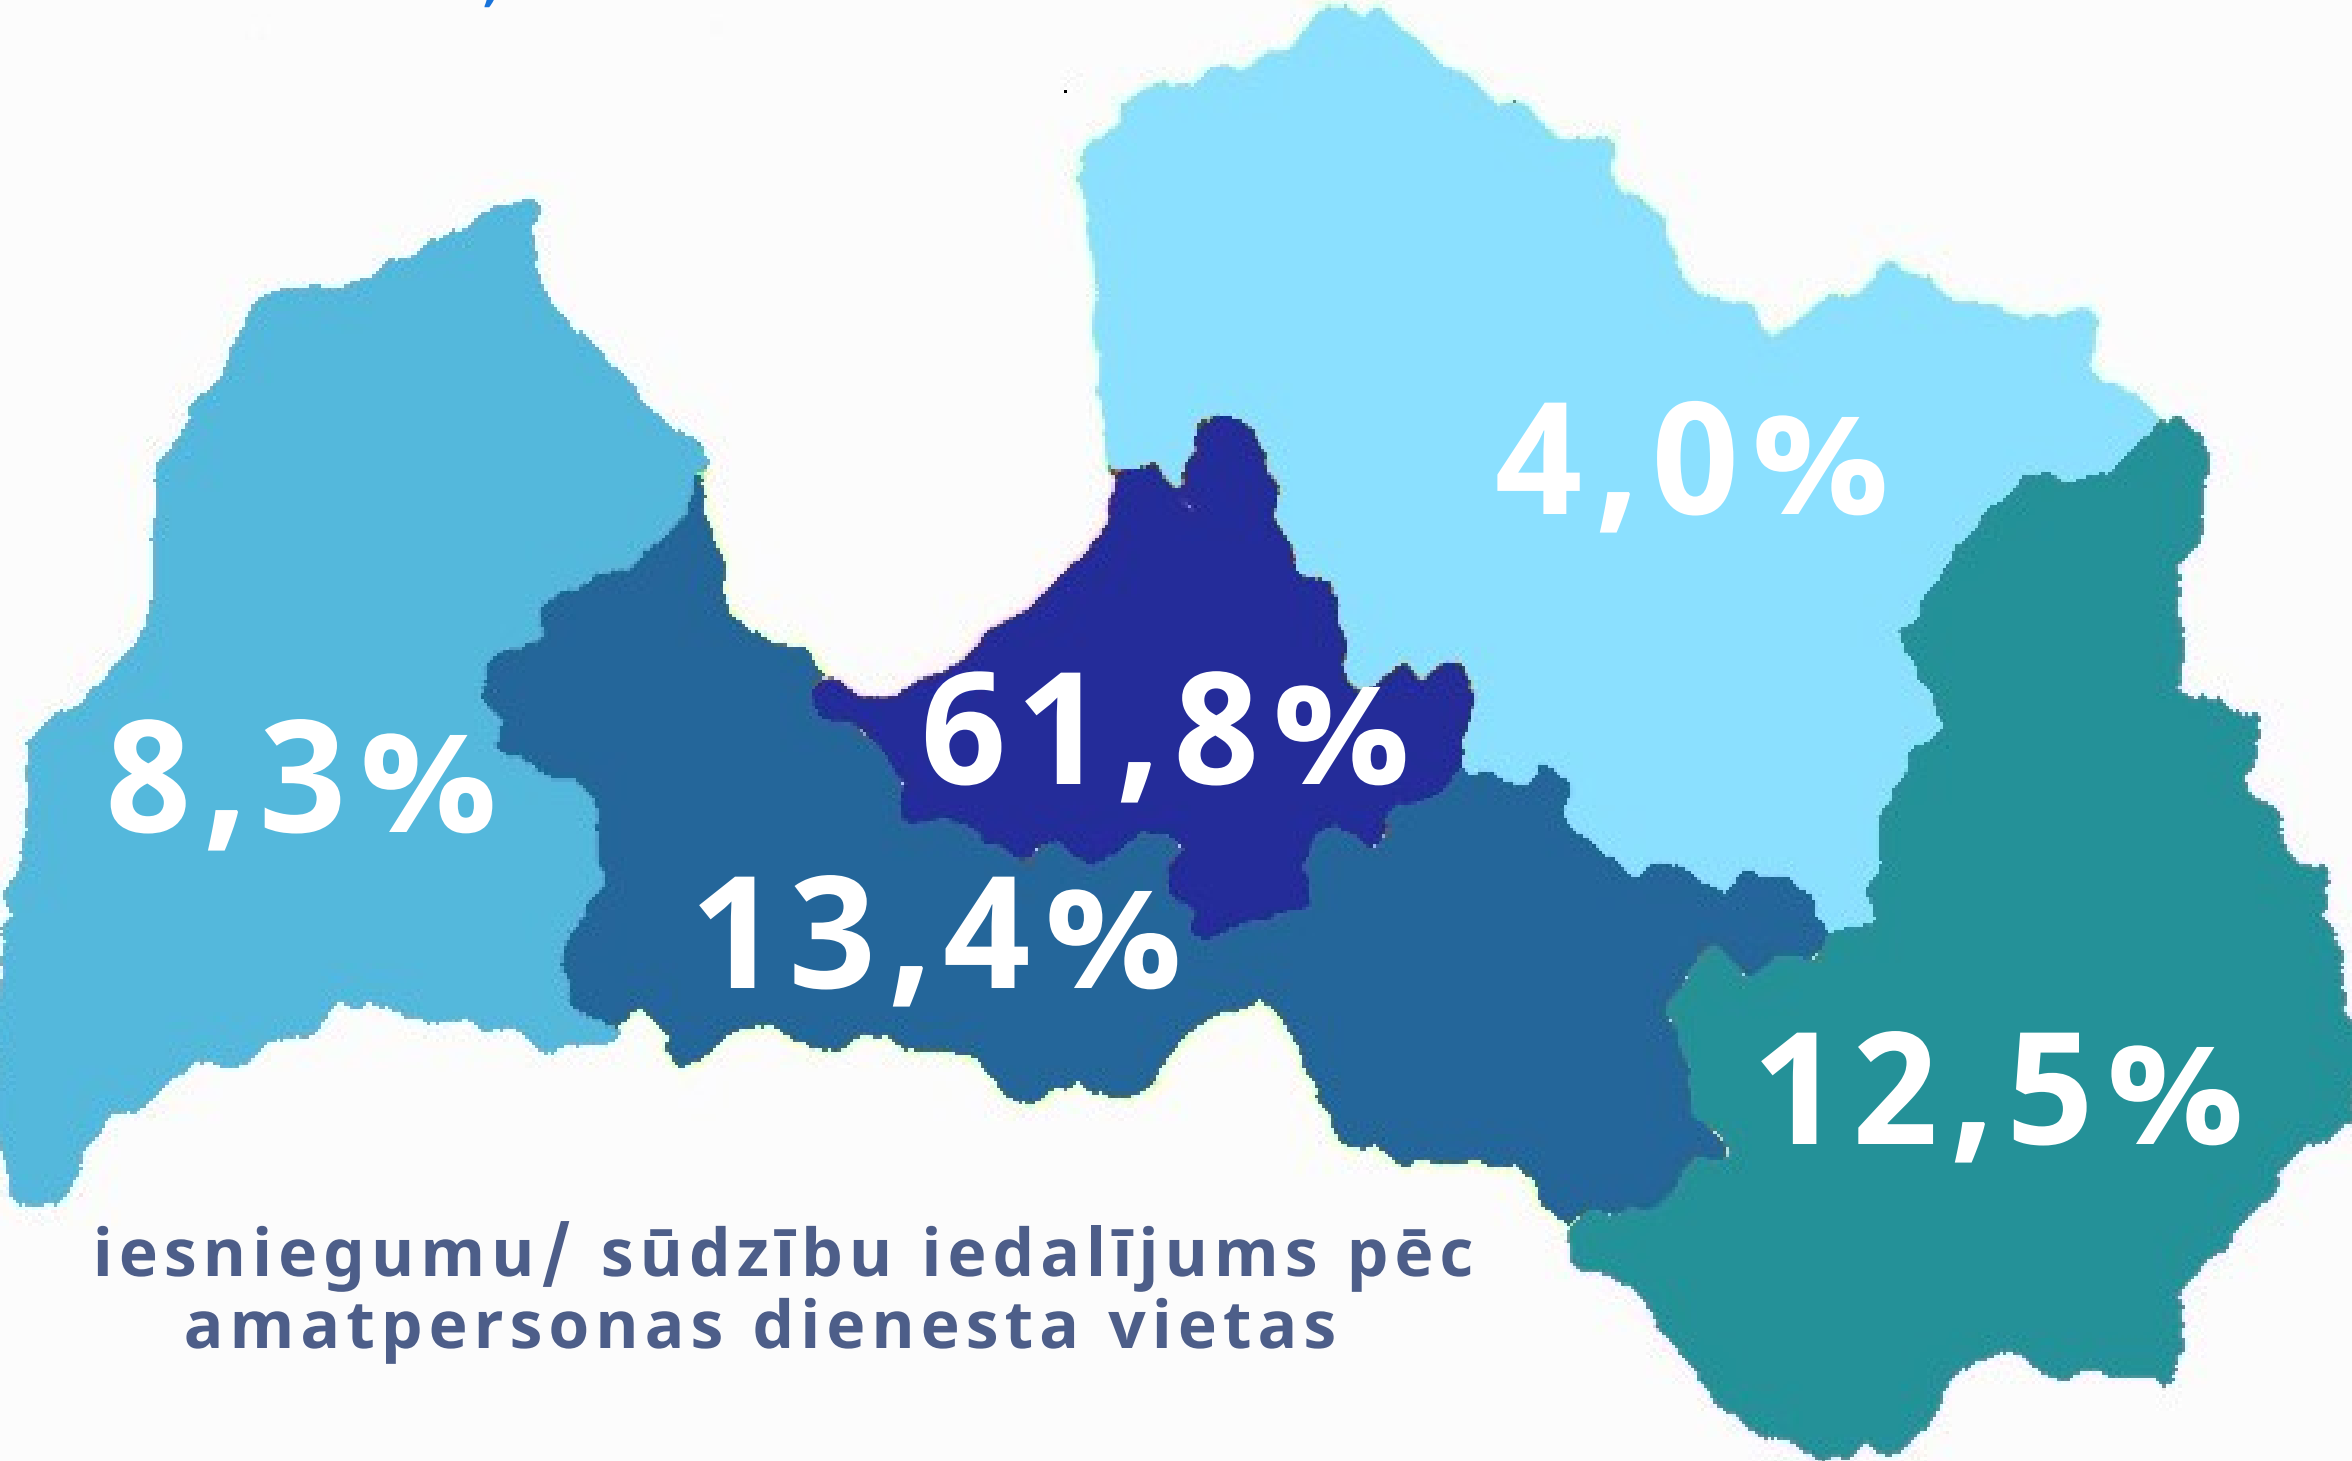 4,0%
61,8%
8,3%
13,4%
12,5%
iesniegumu/ sūdzību iedalījums pēc
amatpersonas dienesta vietas